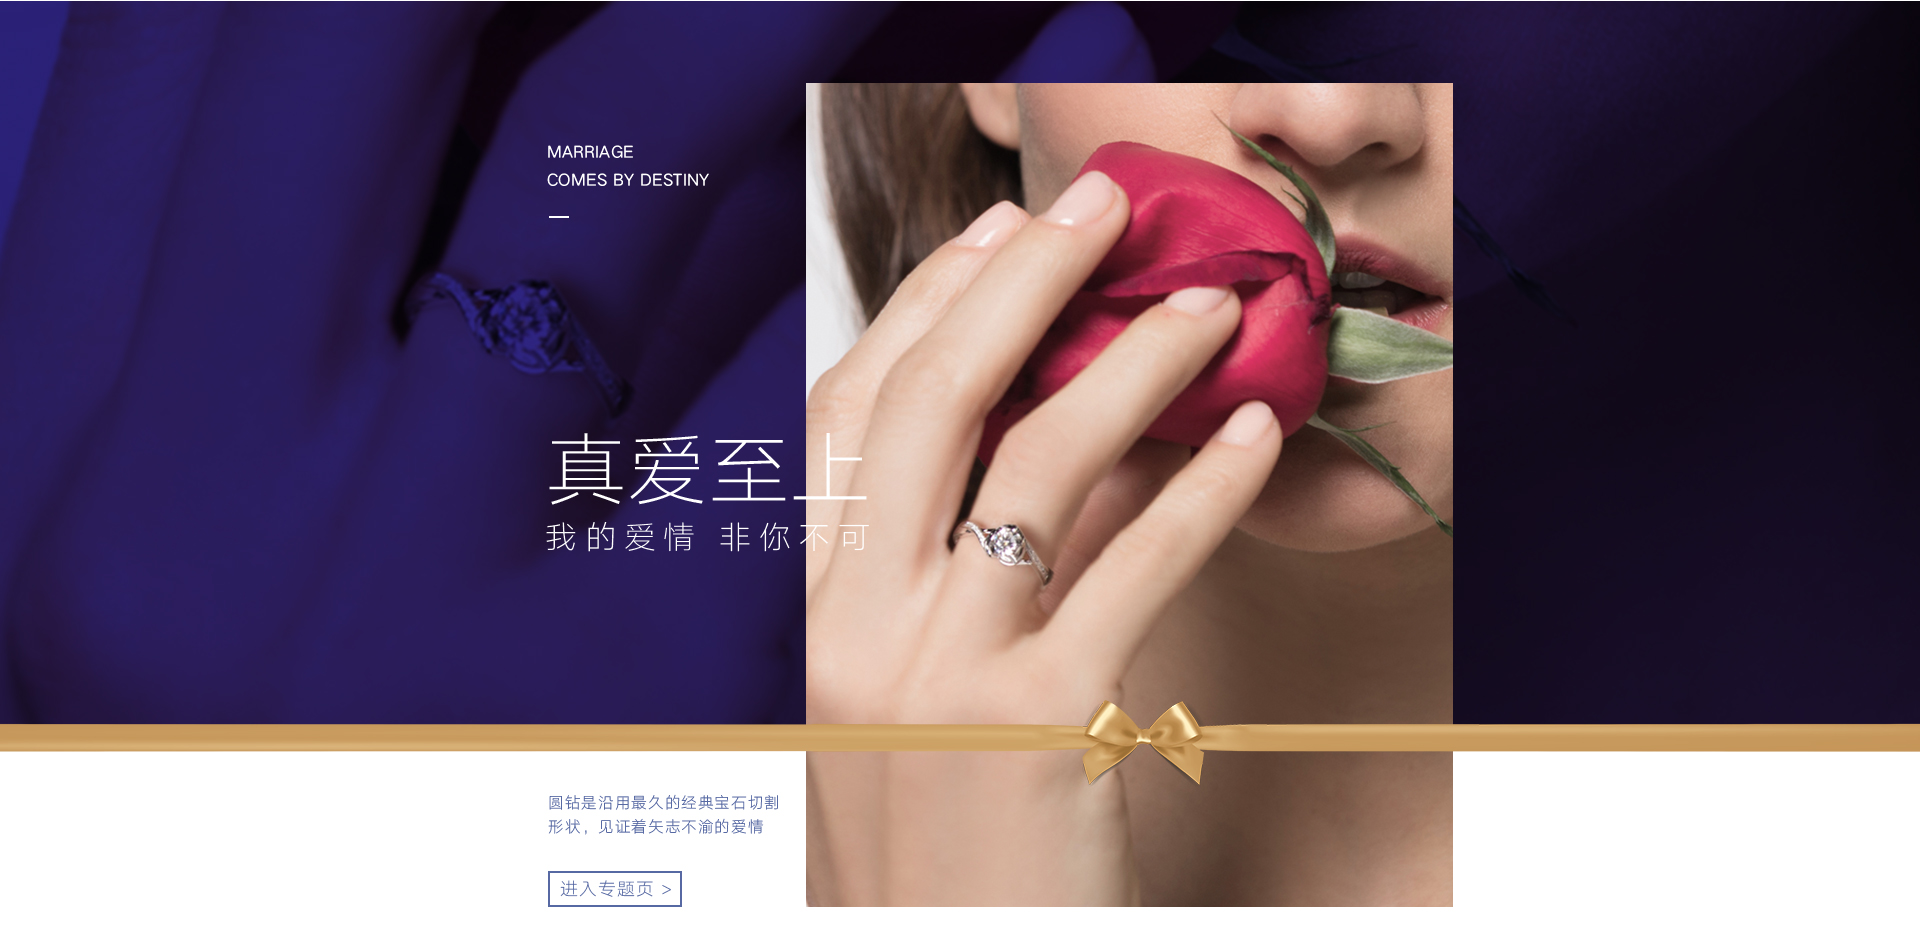 MARRIAGE
COMES BY DESTINY
真爱至上
我的爱情 非你不可
圆钻是沿用最久的经典宝石切割
形状，见证着矢志不渝的爱情
进入专题页 >